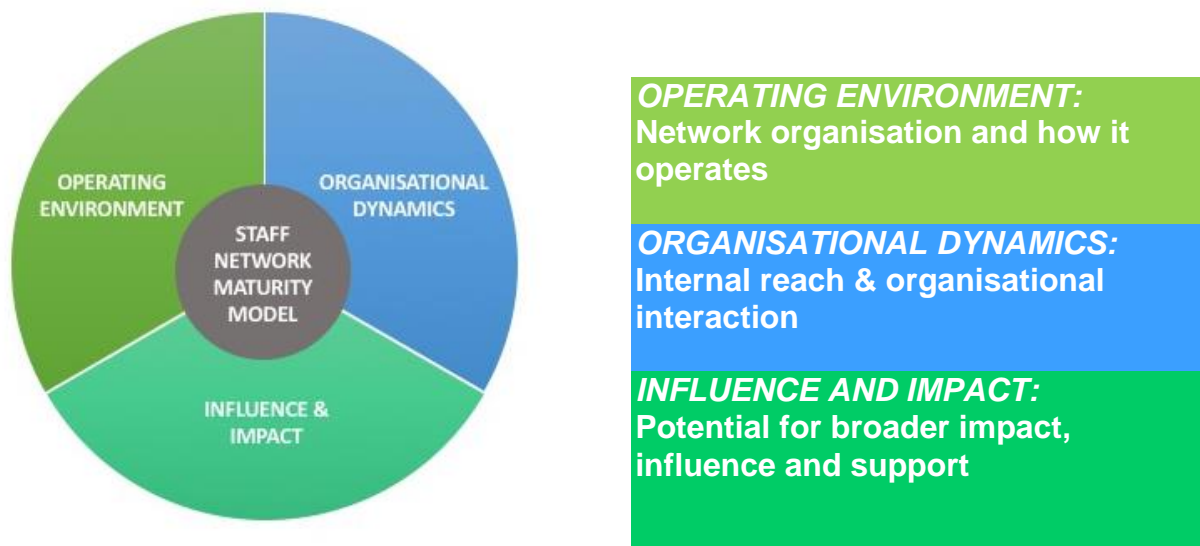 OPERATING
ENVIRONMENT
ORGANISATIONAL
DYNAMICS
STAFF
NETWORK
MATURITY
MODEL
INFLUENCE &
IMPACT
OPERATING ENVIRONMENT:
Network organisation and how it
operates
ORGANISATIONAL DYNAMICS:
Internal reach & organisational
interaction
INFLUENCE AND IMPACT:
Potential for broader impact,
influence and support